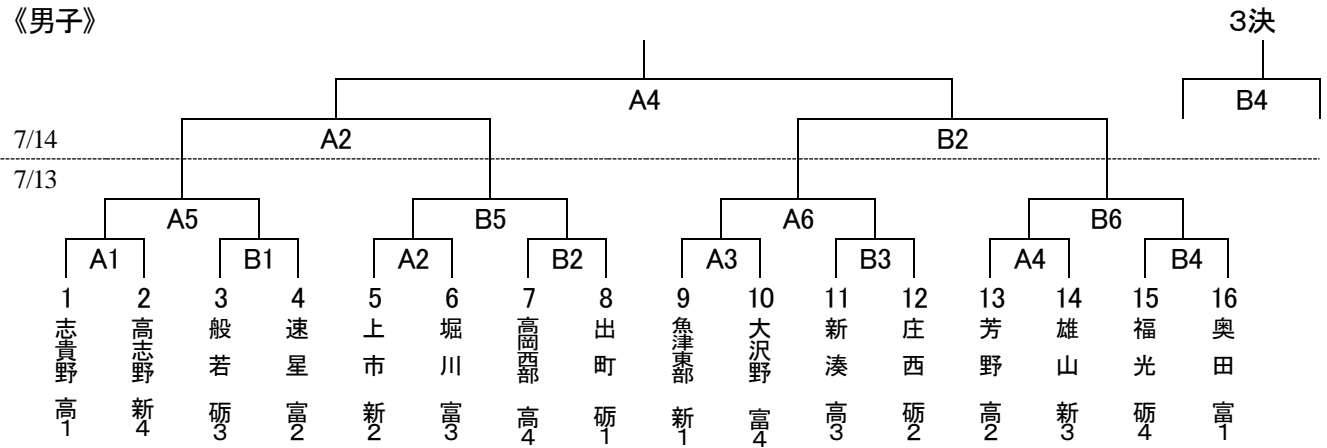 《男子》
3決
A4
B4
7/14
A2
B2
7/13
A5
B5
A6
B6
A1
B1
A2
B2
A3
B3
A4
B4
1 2 3 4 5 6 7 8 9 10 11 12 13 14 15 16
志貴野 高1
高志野 新4
般若 砺3
速星 富2
上市 新2
堀川 富3
高岡西部 高4
出町 砺1
魚津東部 新1
大沢野 富4
新湊 高3
庄西 砺2
芳野 高2
雄山 新3
福光 砺4
奥田 富1